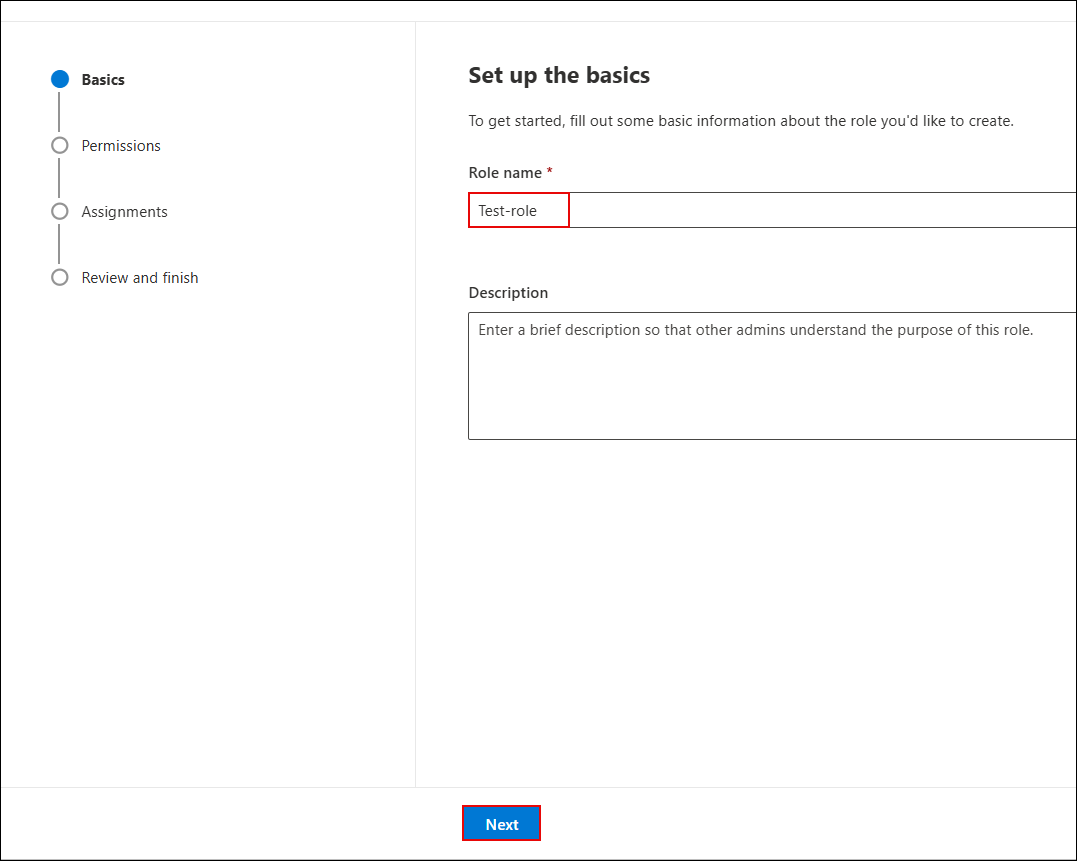 Basics
Permissions
Assignments
Review and finish
Set up the basics
To get started, fill out some basic information about the role you'd like to create.
Role name *
Test-role
Description
Enter a brief description so that other admins understand the purpose of this role.
Next